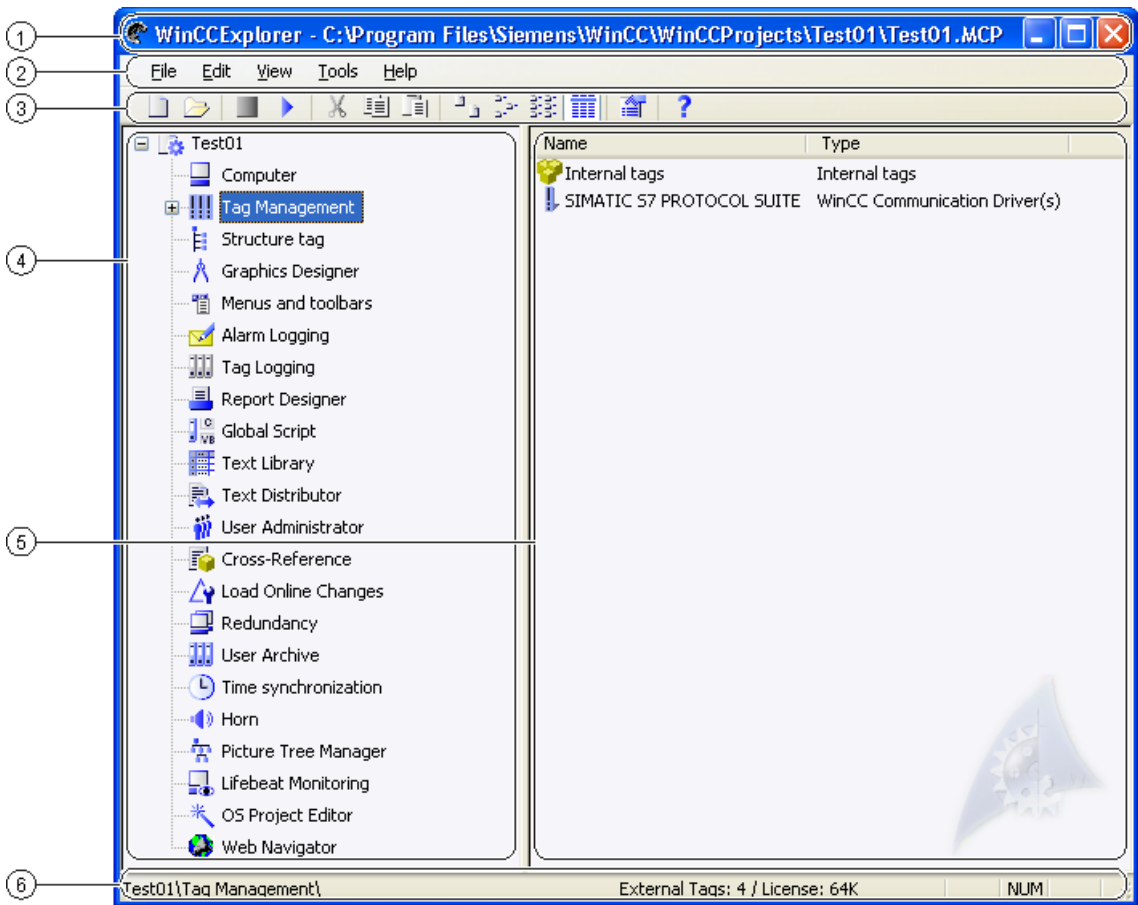 1
WinCCExplorer - C:\Program Files\Siemens\WinCC\WinCCProjects\Test01\Test01.MCP
2
File Edit View Tools Help
3
Test01
Computer
Tag Management
Structure tag
4
Graphics Designer
Menus and toolbars
Alarm Logging
Tag Logging
Report Designer
Global Script
Text Library
Text Distributor
User Administrator
Cross-Reference
Load Online Changes
Redundancy
User Archive
Time synchronization
Horn
Picture Tree Manager
Lifebeat Monitoring
OS Project Editor
Web Navigator
5
Name Type
Internal tags Internal tags
SIMATIC S7 PROTOCOL SUITE WinCC Communication Driver(s)
6
Test01\Tag Management\ External Tags: 4 / License: 64K NUM